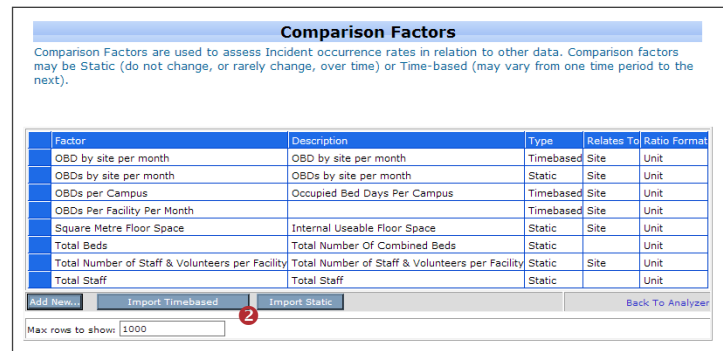 Comparison Factors
Comparison Factors are used to assess Incident occurrence rates in relation to other data. Comparison factors
may be Static (do not change, or rarely change, over time) or Time-based (may vary from one time period to the
next).
Factor Description Type Relates To Ratio Format
OBD by site per month OBD by site per month Timebased Site Unit
OBDs by site per month OBDs by site per month Static Site Unit
OBDs per Campus Occupied Bed Days Per Campus Timebased Site Unit
OBDs Per Facility Per Month Timebased Site Unit
Square Metre Floor Space Internal Useable Floor Space Static Site Unit
Total Beds Total Number Of Combined Beds Static Unit
Total Number of Staff & Volunteers per Facility Total Number of Staff & Volunteers per Facility Static Site Unit
Total Staff Total Staff Static Unit
Add New... Import Timebased Import Static Back To Analyzer
2
Max rows to show: 1000